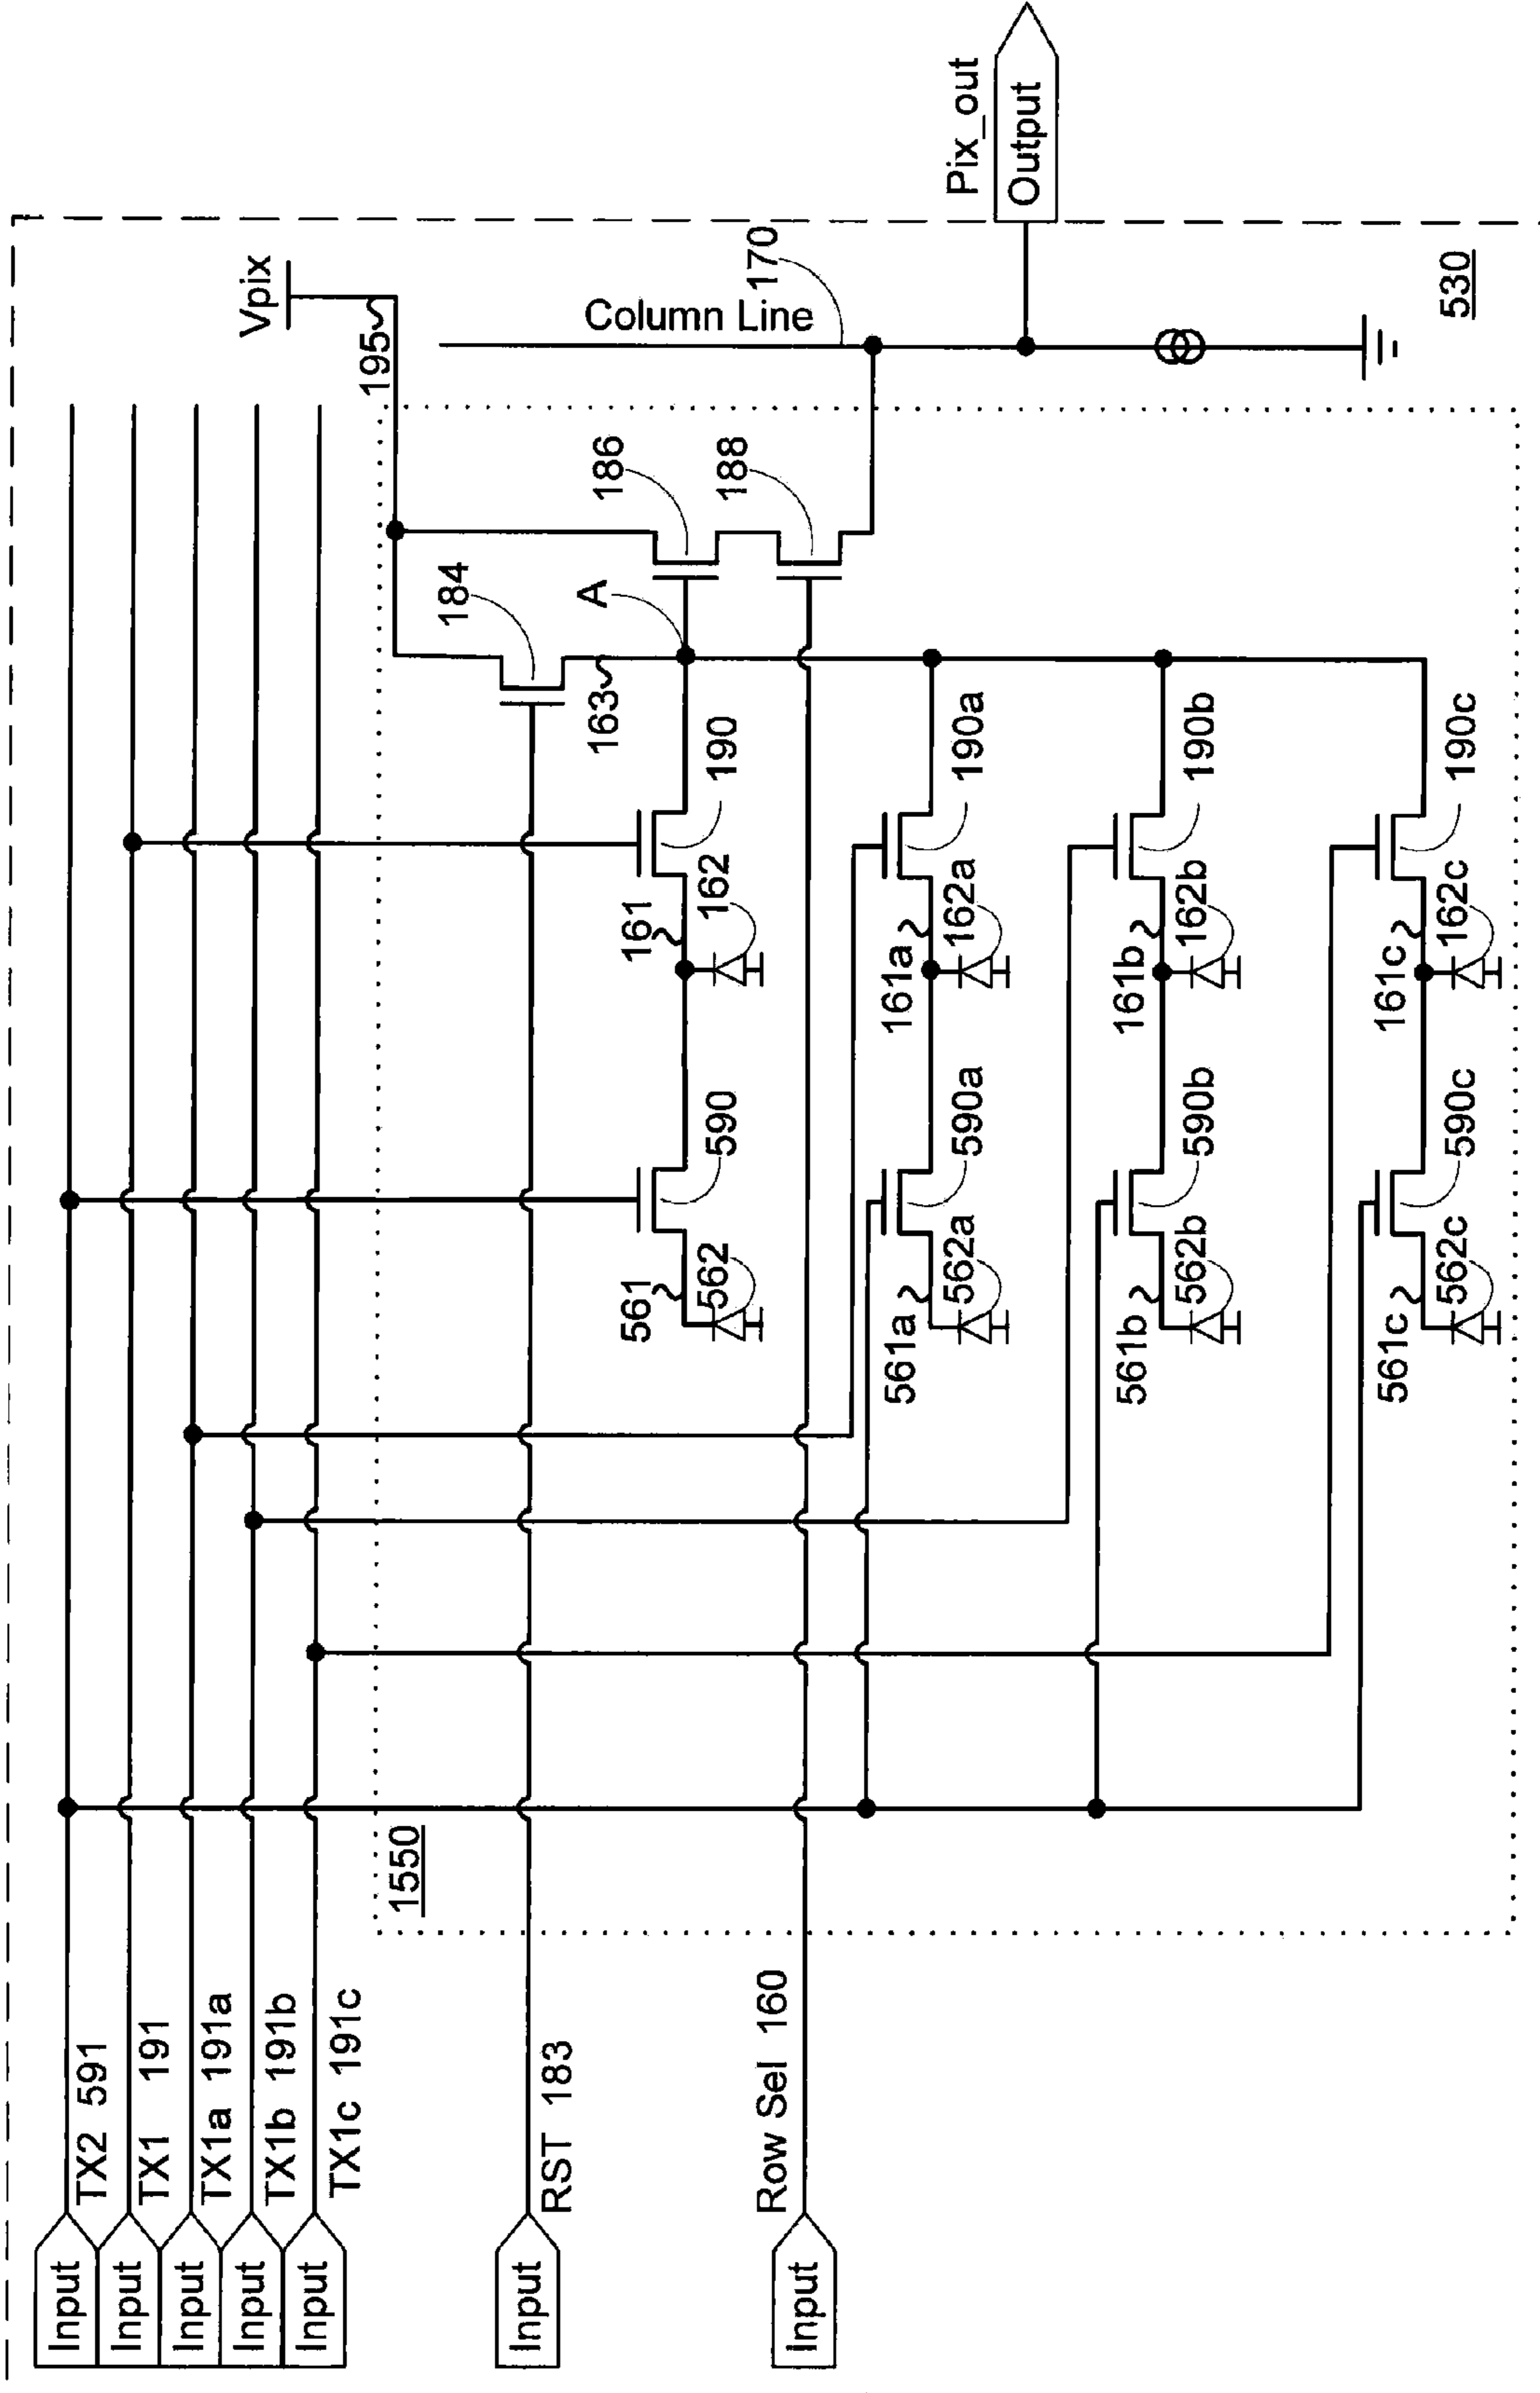 Input
TX2 591
Input
TX1 191
Input
TX1a 191a
Input
TX1b 191b
Input
TX1c 191c
Input
RST 183
Input
Row Sel 160
1550
Vpix
195
Column Line
170
Pix_out
Output
530
184
186
188
A
163
561
562
590
161
162
190
561a
562a
590a
161a
162a
190a
561b
562b
590b
161b
162b
190b
561c
562c
590c
161c
162c
190c